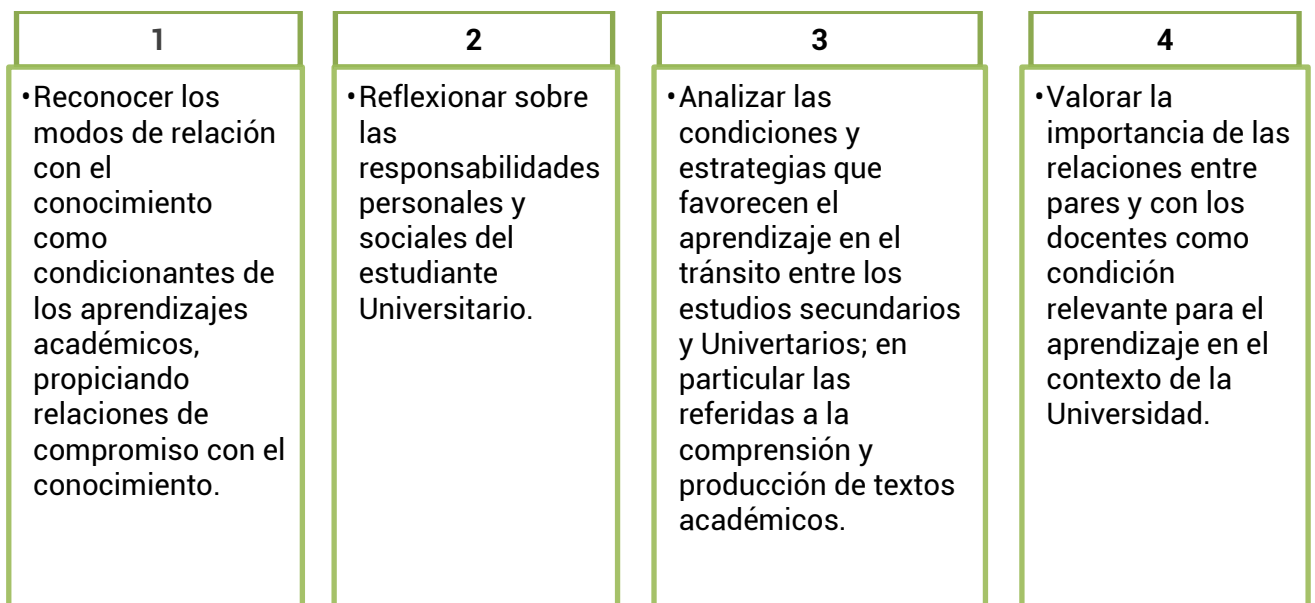 1
•Reconocer los
modos de relación
con el
conocimiento
como
condicionantes de
los aprendizajes
académicos,
propiciando
relaciones de
compromiso con el
conocimiento.
2
•Reflexionar sobre
las
responsabilidades
personales y
sociales del
estudiante
Universitario.
3
•Analizar las
condiciones y
estrategias que
favorecen el
aprendizaje en el
tránsito entre los
estudios secundarios
y Univertarios; en
particular las
referidas a la
comprensión y
producción de textos
académicos.
4
•Valorar la
importancia de las
relaciones entre
pares y con los
docentes como
condición
relevante para el
aprendizaje en el
contexto de la
Universidad.